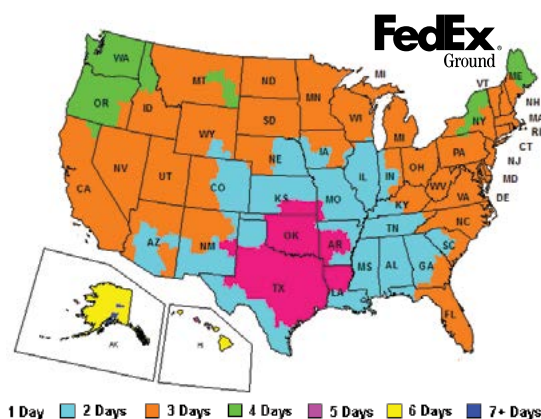 FedEx®
Ground
WA
MT
ND
MN
MI
VT
ME
OR
ID
SD
WI
NY
NH
MA
RI
WY
MI
CT
NV
NE
IA
PA
NJ
CA
UT
CO
IL
IN
OH
MD
KS
MO
WV
VA
DE
KY
AZ
NM
OK
AR
TN
NC
SC
TX
LA
MS
AL
GA
FL
AK
HI
1 Day 2 Days 3 Days 4 Days 5 Days 6 Days 7+ Days